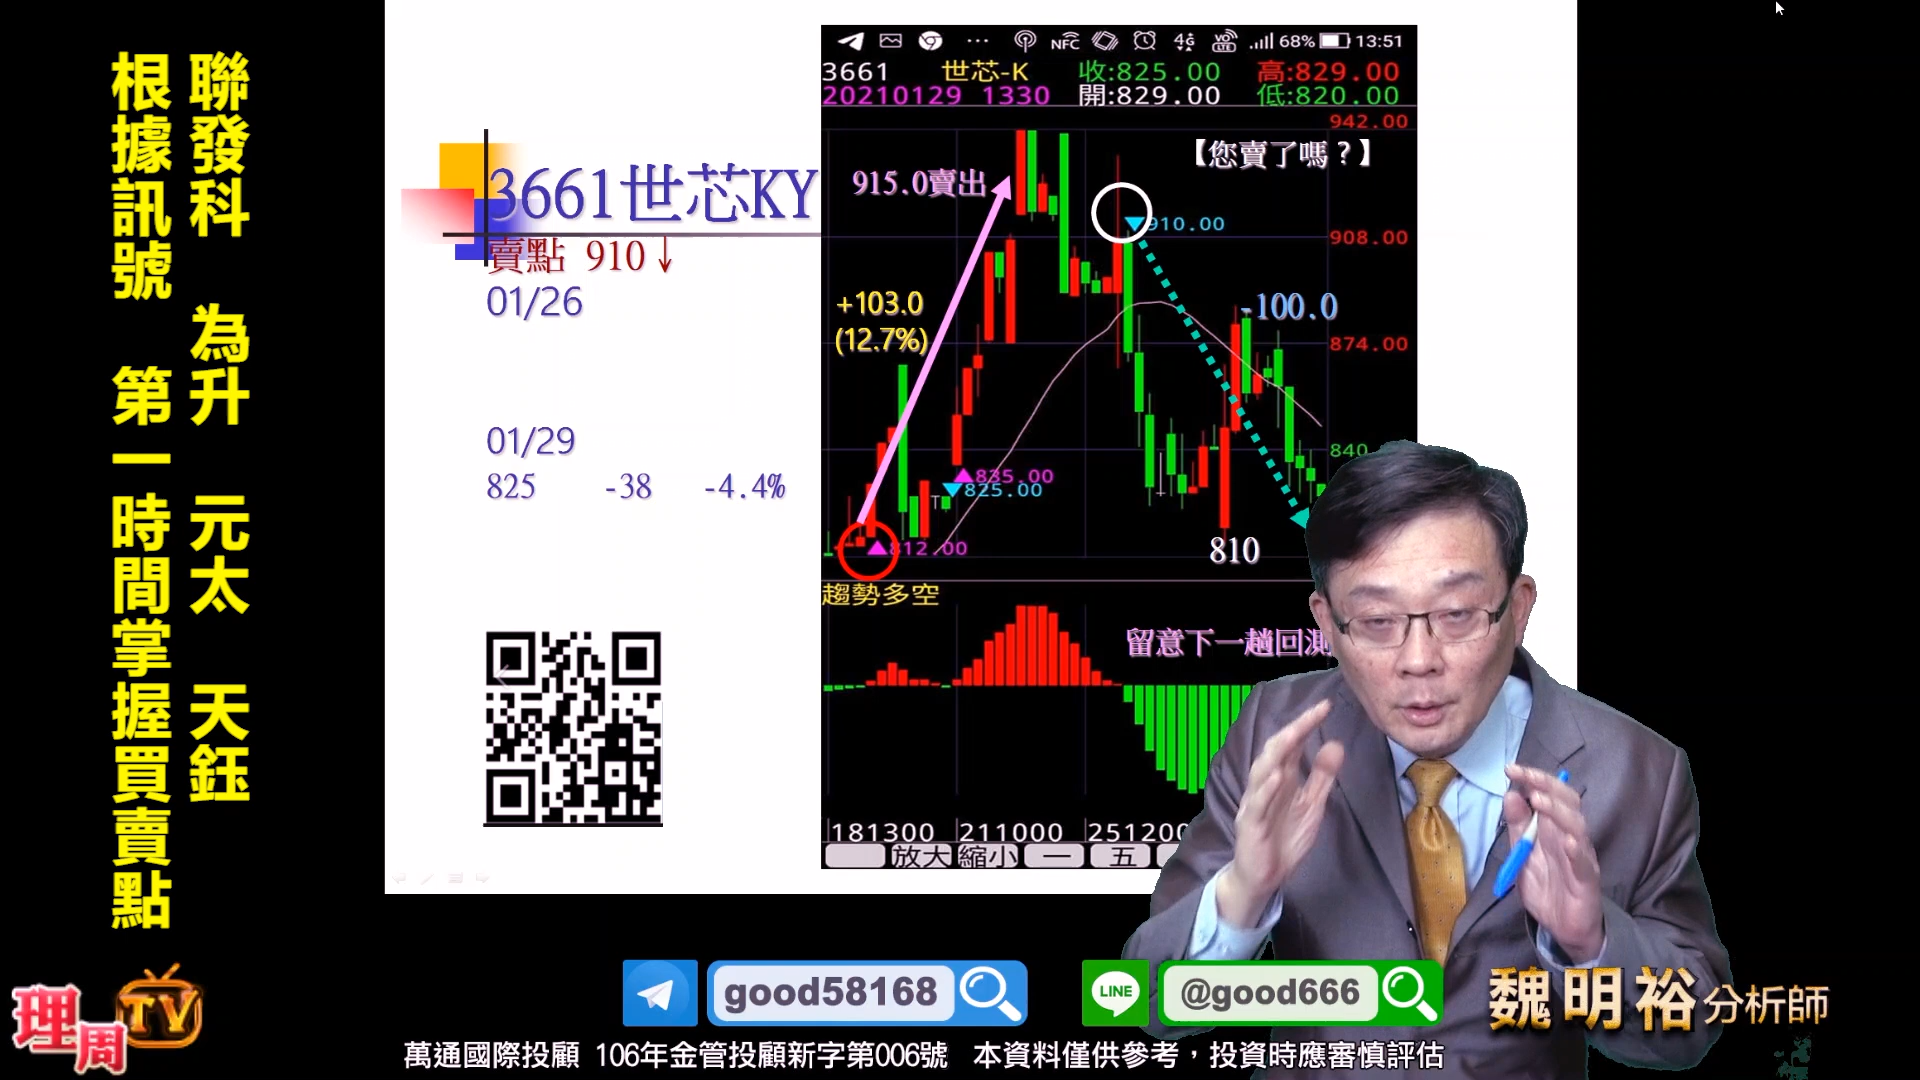 聯發科 為升 元太 天鈺
根據訊號 第一時間掌握買賣點
3661世芯KY
賣點 910↓
01/26
01/29
825 -38 -4.4%
68% 13:51
3661 世芯-K 收:825.00 高:829.00
20210129 1330 開:829.00 低:820.00
942.00
【您賣了嗎？】
915.0賣出
910.00
908.00
+103.0
(12.7%)
-100.0
874.00
840
835.00
825.00
812.00
810
趨勢多空
留意下一趟回測
181300 211000 251200
放大 縮小 一 五
good58168
LINE @good666
魏明裕分析師
理周TV
萬通國際投顧 106年金管投顧新字第006號 本資料僅供參考，投資時應審慎評估